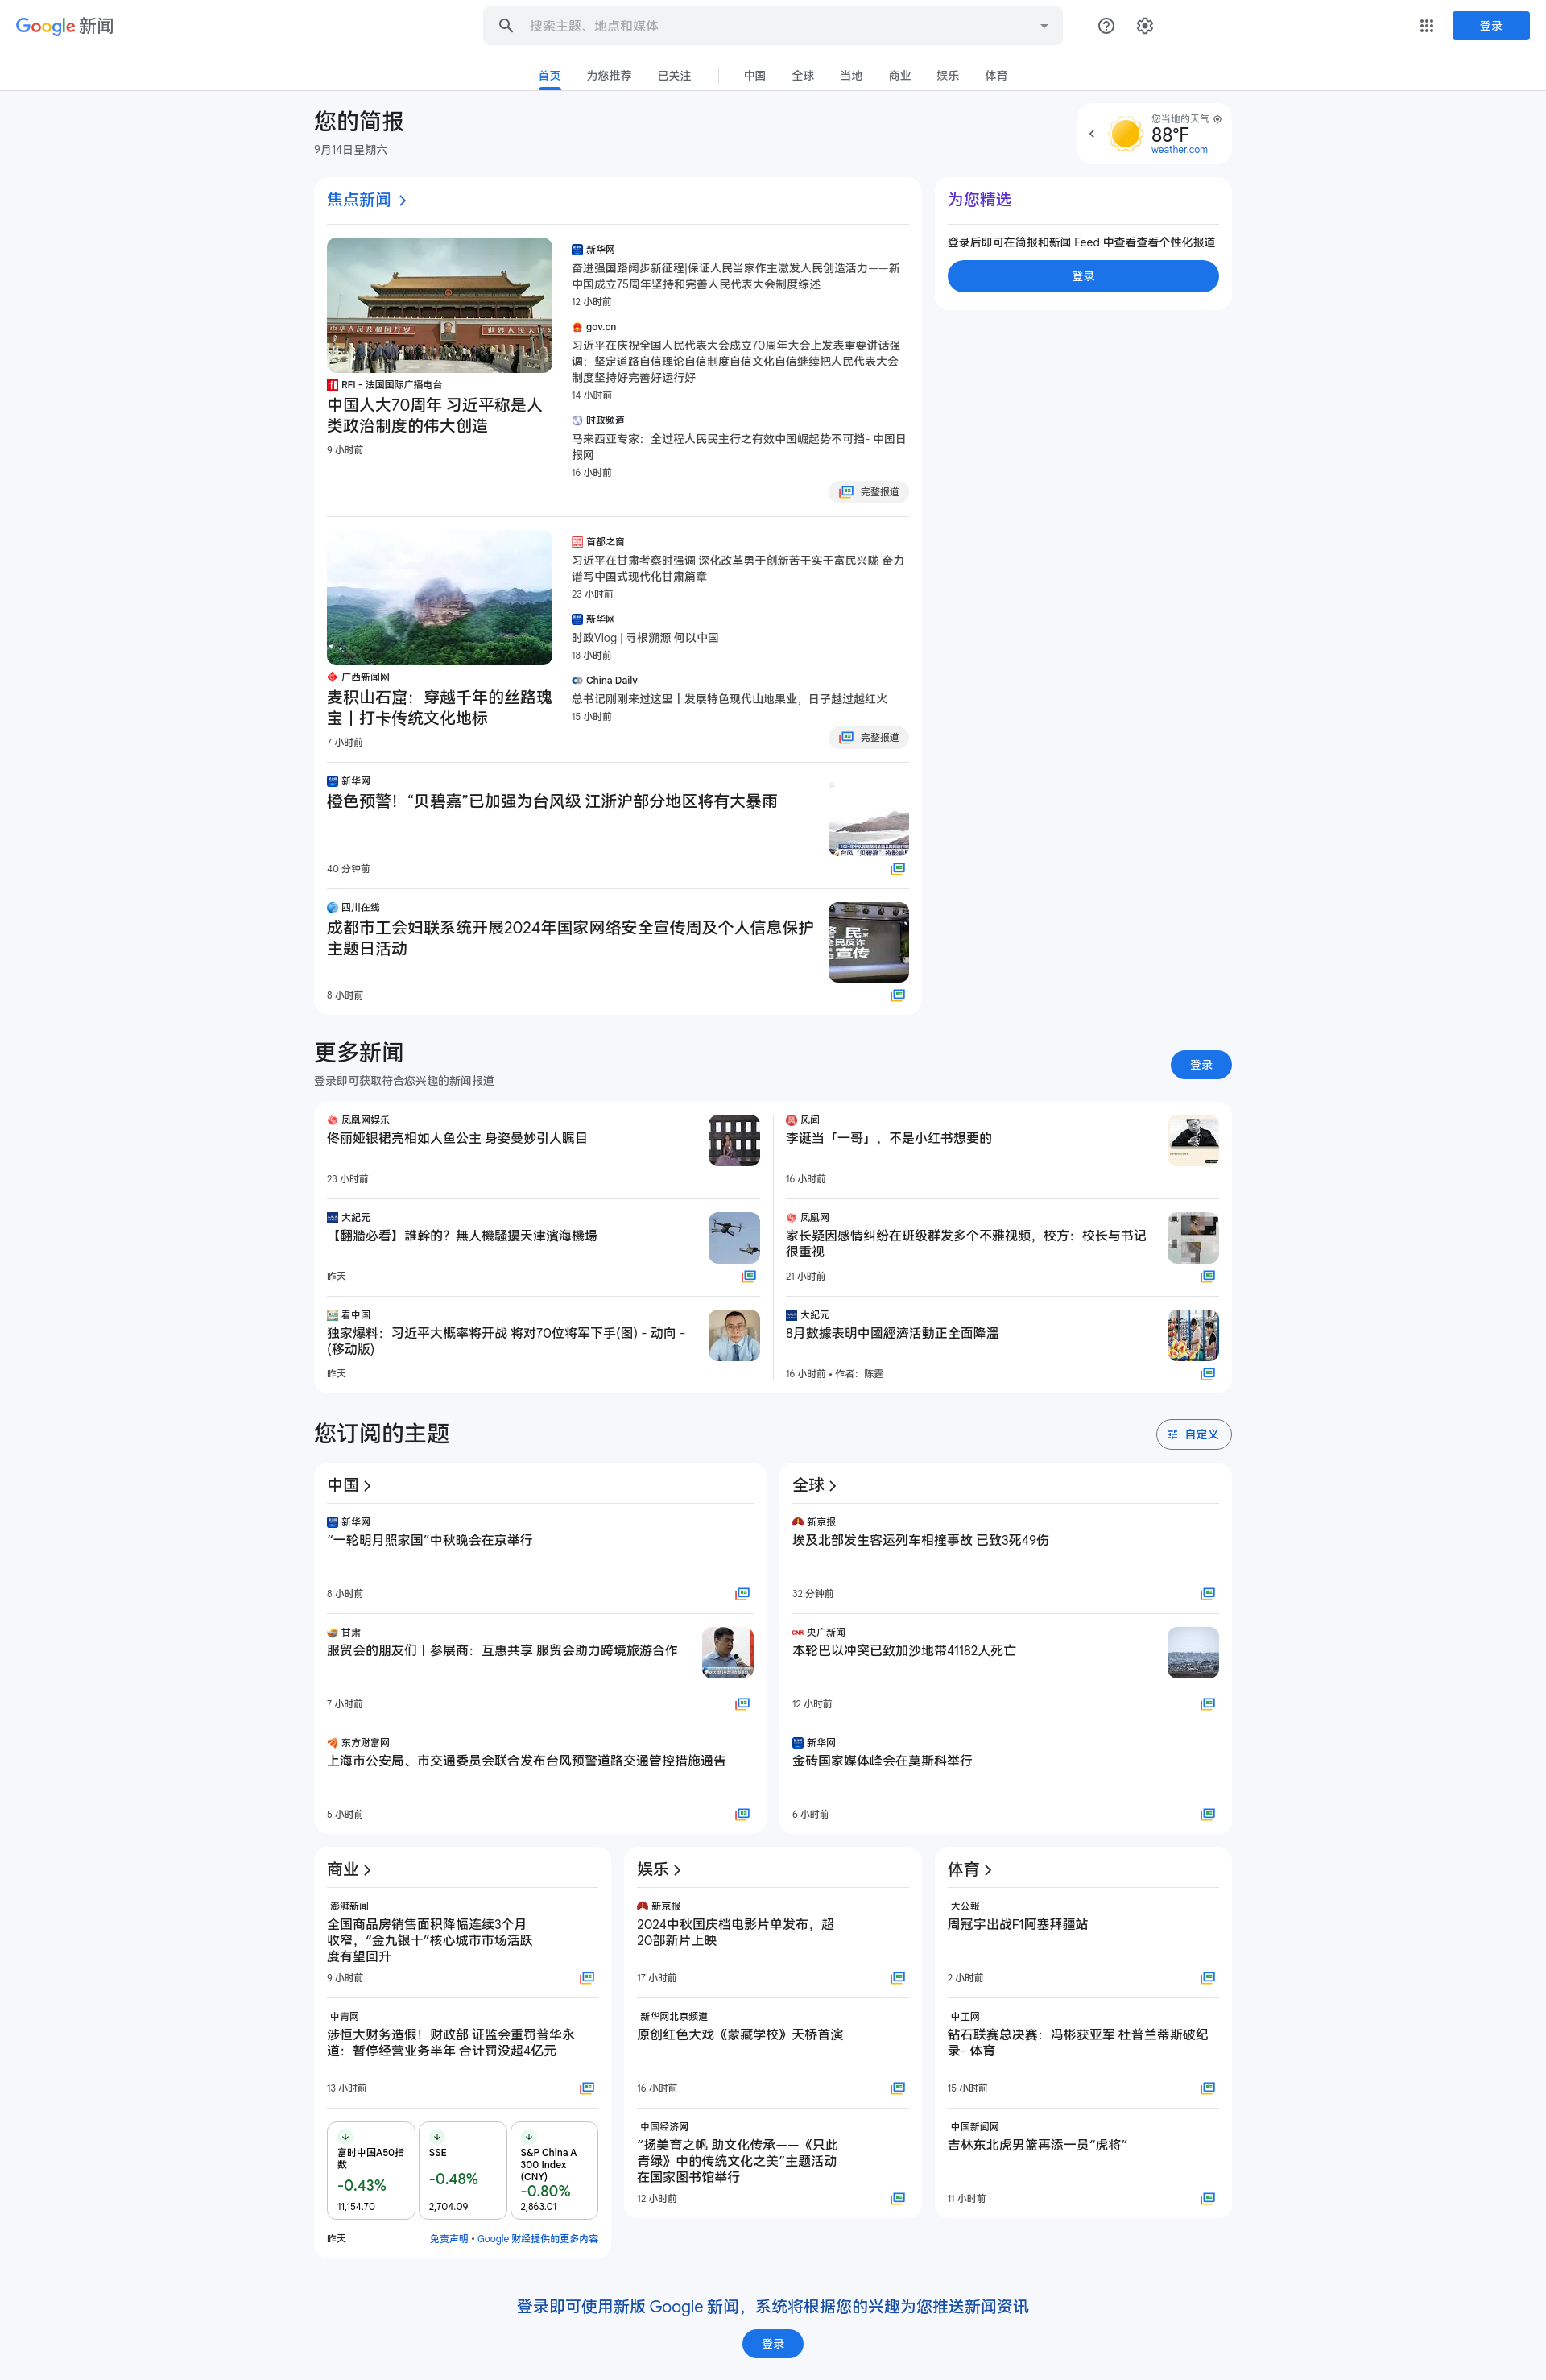 Google 新闻
搜索主题、地点和媒体
登录
首页
为您推荐
已关注
中国
全球
当地
商业
娱乐
体育
您的简报
9月14日星期六
您当地的天气
88°F
weather.com
焦点新闻
中华人民共和国万岁
RFI - 法国国际广播电台
中国人大70周年 习近平称是人
类政治制度的伟大创造
9 小时前
新华网
奋进强国路阔步新征程|保证人民当家作主激发人民创造活力——新
中国成立75周年坚持和完善人民代表大会制度综述
12 小时前
gov.cn
习近平在庆祝全国人民代表大会成立70周年大会上发表重要讲话强
调：坚定道路自信理论自信制度自信文化自信继续把人民代表大会
制度坚持好完善好运行好
14 小时前
时政频道
马来西亚专家：全过程人民民主行之有效中国崛起势不可挡- 中国日
报网
16 小时前
完整报道
为您精选
登录后即可在简报和新闻 Feed 中查看查看个性化报道
登录
广西新闻网
麦积山石窟：穿越千年的丝路瑰
宝丨打卡传统文化地标
7 小时前
首都之窗
习近平在甘肃考察时强调 深化改革勇于创新苦干实干富民兴陇 奋力
谱写中国式现代化甘肃篇章
23 小时前
新华网
时政Vlog | 寻根溯源 何以中国
18 小时前
China Daily
总书记刚刚来过这里丨发展特色现代山地果业，日子越过越红火
15 小时前
完整报道
新华网
橙色预警！“贝碧嘉”已加强为台风级 江浙沪部分地区将有大暴雨
台风“贝碧嘉”将影响
40 分钟前
四川在线
成都市工会妇联系统开展2024年国家网络安全宣传周及个人信息保护
主题日活动
8 小时前
更多新闻
登录即可获取符合您兴趣的新闻报道
登录
凤凰网娱乐
佟丽娅银裙亮相如人鱼公主 身姿曼妙引人瞩目
23 小时前
大紀元
【翻牆必看】誰幹的？無人機騷擾天津濱海機場
昨天
看中国
独家爆料：习近平大概率将开战 将对70位将军下手(图) - 动向 -
(移动版)
昨天
风闻
李诞当「一哥」，不是小红书想要的
16 小时前
凤凰网
家长疑因感情纠纷在班级群发多个不雅视频，校方：校长与书记
很重视
21 小时前
大紀元
8月數據表明中國經濟活動正全面降溫
16 小时前 • 作者：陈霆
您订阅的主题
自定义
中国
新华网
“一轮明月照家国”中秋晚会在京举行
8 小时前
甘肃
服贸会的朋友们丨参展商：互惠共享 服贸会助力跨境旅游合作
7 小时前
东方财富网
上海市公安局、市交通委员会联合发布台风预警道路交通管控措施通告
5 小时前
全球
新京报
埃及北部发生客运列车相撞事故 已致3死49伤
32 分钟前
央广新闻
本轮巴以冲突已致加沙地带41182人死亡
12 小时前
新华网
金砖国家媒体峰会在莫斯科举行
6 小时前
商业
澎湃新闻
全国商品房销售面积降幅连续3个月
收窄，“金九银十”核心城市市场活跃
度有望回升
9 小时前
中青网
涉恒大财务造假！财政部 证监会重罚普华永
道：暂停经营业务半年 合计罚没超4亿元
13 小时前
富时中国A50指
数
-0.43%
11,154.70
SSE
-0.48%
2,704.09
S&P China A
300 Index
(CNY)
-0.80%
2,863.01
昨天
免责声明 • Google 财经提供的更多内容
娱乐
新京报
2024中秋国庆档电影片单发布，超
20部新片上映
17 小时前
新华网北京频道
原创红色大戏《蒙藏学校》天桥首演
16 小时前
中国经济网
“扬美育之帆 助文化传承——《只此
青绿》中的传统文化之美”主题活动
在国家图书馆举行
12 小时前
体育
大公報
周冠宇出战F1阿塞拜疆站
2 小时前
中工网
钻石联赛总决赛：冯彬获亚军 杜普兰蒂斯破纪
录- 体育
15 小时前
中国新闻网
吉林东北虎男篮再添一员“虎将”
11 小时前
登录即可使用新版 Google 新闻，系统将根据您的兴趣为您推送新闻资讯
登录